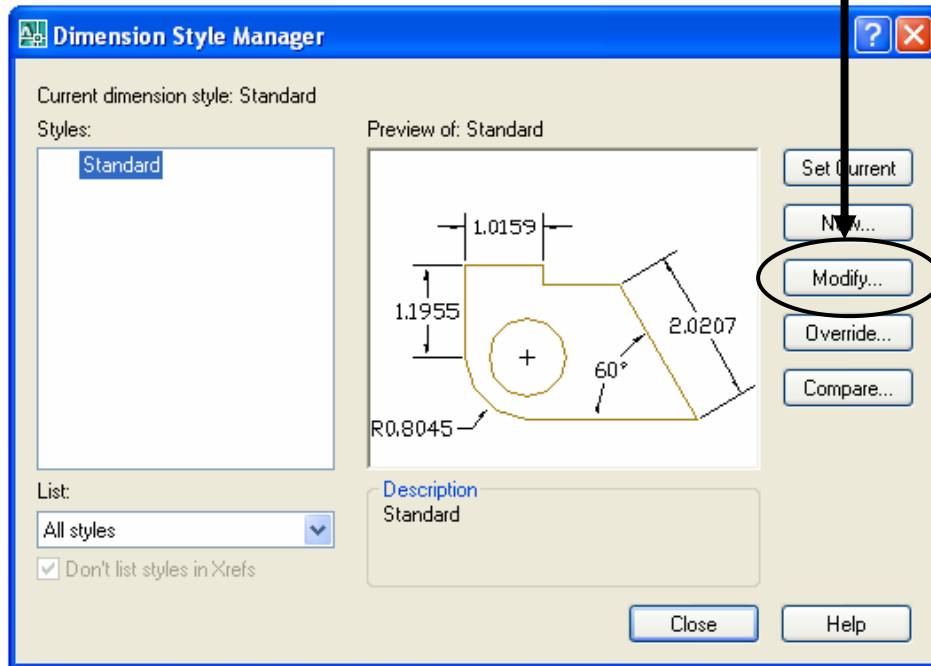 Dimension Style Manager
Current dimension style: Standard
Styles:
Preview of: Standard
Standard
1.0159
1.1955
2.0207
60°
R0.8045
Set Current
New...
Modify...
Override...
Compare...
List:
All styles
Don't list styles in Xrefs
Description
Standard
Close
Help